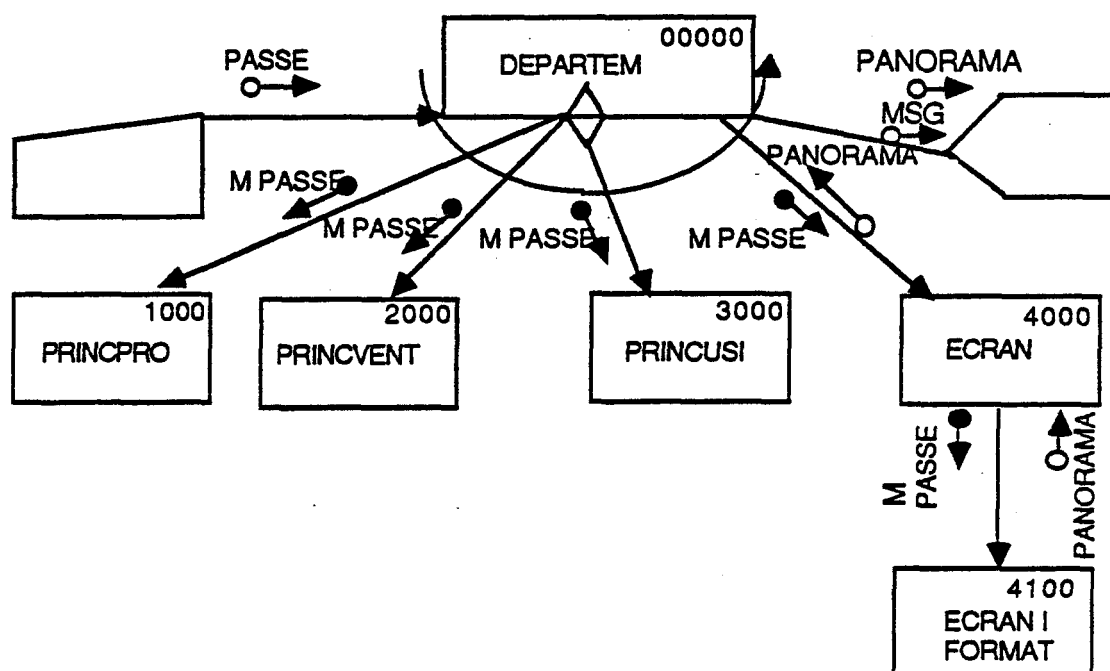 00000
PASSE
DEPARTEM
PANORAMA
MSG
PANORAMA
M PASSE
M PASSE
M PASSE
M PASSE
1000
PRINCPRO
2000
PRINCVENT
3000
PRINCUSI
4000
ECRAN
M
PASSE
PANORAMA
4100
ECRAN I
FORMAT